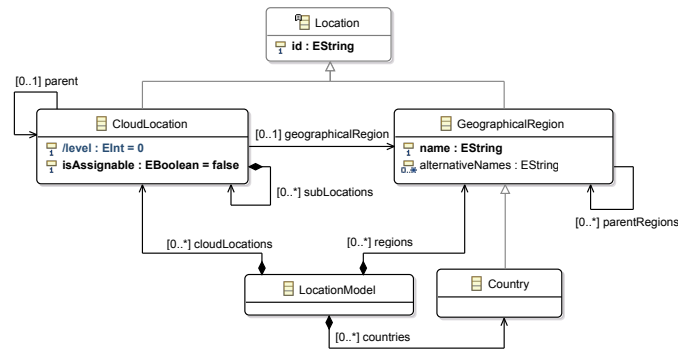 Location
id : EString
[0..1] parent
CloudLocation
/level : EInt = 0
isAssignable : EBoolean = false
[0..1] geographicalRegion
GeographicalRegion
name : EString
alternativeNames : EString
[0..*] subLocations
[0..*] parentRegions
[0..*] cloudLocations
[0..*] regions
LocationModel
Country
[0..*] countries